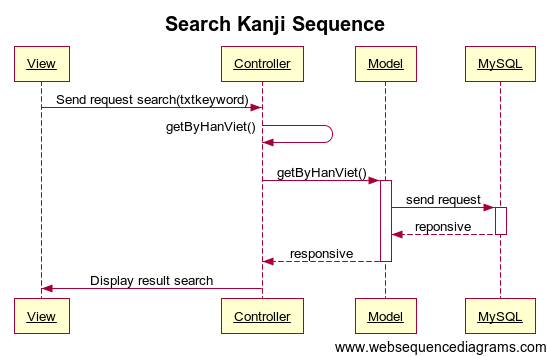 Search Kanji Sequence
View Controller Model MySQL
Send request search(txtkeyword)
getByHanViet()
getByHanViet()
send request
reponsive
responsive
Display result search
View Controller Model MySQL
www.websequencediagrams.com